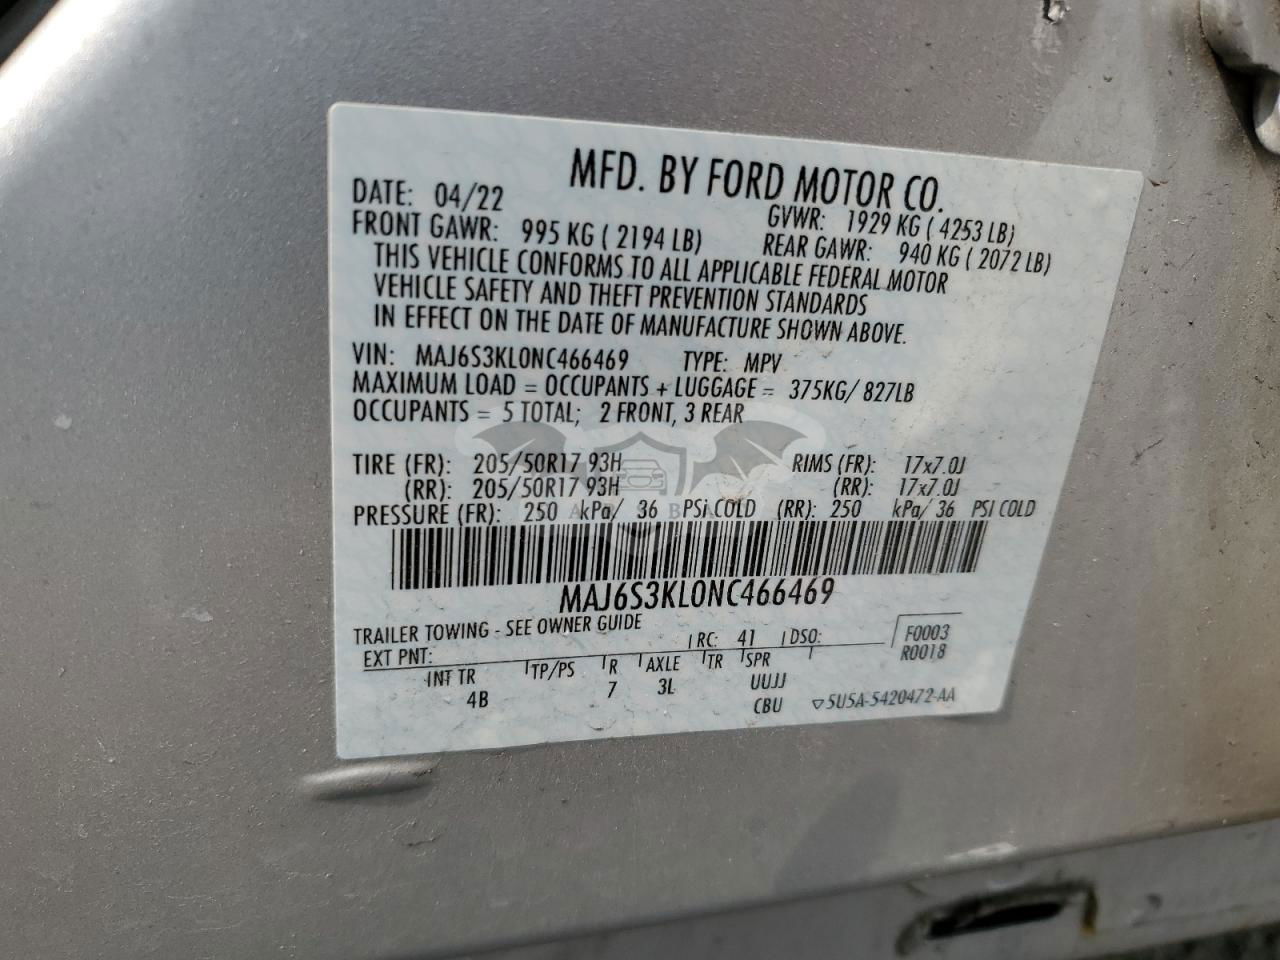 MFD. BY FORD MOTOR CO.
DATE: 04/22 GVWR: 1929 KG ( 4253 LB)
FRONT GAWR: 995 KG ( 2194 LB) REAR GAWR: 940 KG ( 2072 LB)
THIS VEHICLE CONFORMS TO ALL APPLICABLE FEDERAL MOTOR
VEHICLE SAFETY AND THEFT PREVENTION STANDARDS
IN EFFECT ON THE DATE OF MANUFACTURE SHOWN ABOVE.
VIN: MAJ6S3KL0NC466469 TYPE: MPV
MAXIMUM LOAD = OCCUPANTS + LUGGAGE = 375KG/ 827LB
OCCUPANTS = 5 TOTAL; 2 FRONT, 3 REAR
TIRE (FR): 205/50R17 93H RIMS (FR): 17x7.0J
(RR): 205/50R17 93H (RR): 17x7.0J
PRESSURE (FR): 250 kPa/ 36 PSi COLD (RR): 250 kPa/ 36 PSI COLD
MAJ6S3KL0NC466469
TRAILER TOWING - SEE OWNER GUIDE
EXT PNT: RC: 41 DSO: F0003
R0018
INT TR TP/PS R AXLE TR SPR
4B 7 3L UUJJ
CBU 5U5A-5420472-AA